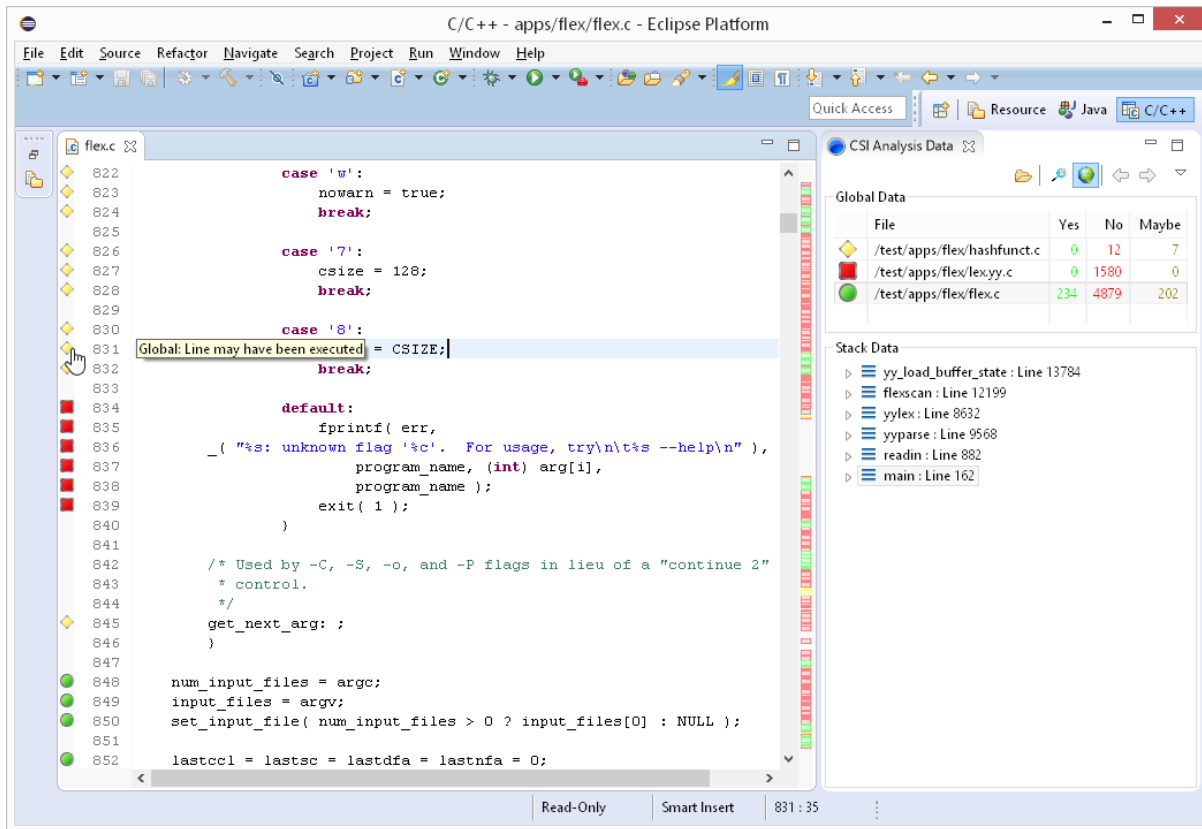 C/C++ - apps/flex/flex.c - Eclipse Platform
File Edit Source Refactor Navigate Search Project Run Window Help
Quick Access
Resource
Java
C/C++
flex.c
822 case 'w':
823 nowarn = true;
824 break;
825
826 case '7':
827 csize = 128;
828 break;
829
830 case '8':
831 Global: Line may have been executed = CSIZE;
832 break;
833
834 default:
835 fprintf( err,
836 _( "%s: unknown flag '%c'.  For usage, try\n\t%s --help\n" ),
837 program_name, (int) arg[i],
838 program_name );
839 exit( 1 );
840 }
841
842 /* Used by -C, -S, -o, and -P flags in lieu of a "continue 2"
843 * control.
844 */
845 get_next_arg: ;
846 }
847
848 num_input_files = argc;
849 input_files = argv;
850 set_input_file( num_input_files > 0 ? input_files[0] : NULL );
851
852 lastccl = lastsc = lastdfa = lastnfa = 0;
CSI Analysis Data
Global Data
File Yes No Maybe
/test/apps/flex/hashfunct.c 0 12 7
/test/apps/flex/lex.yy.c 0 1580 0
/test/apps/flex/flex.c 234 4879 202
Stack Data
yy_load_buffer_state : Line 13784
flexscan : Line 12199
yylex : Line 8632
yyparse : Line 9568
readin : Line 882
main : Line 162
Read-Only
Smart Insert
831 : 35